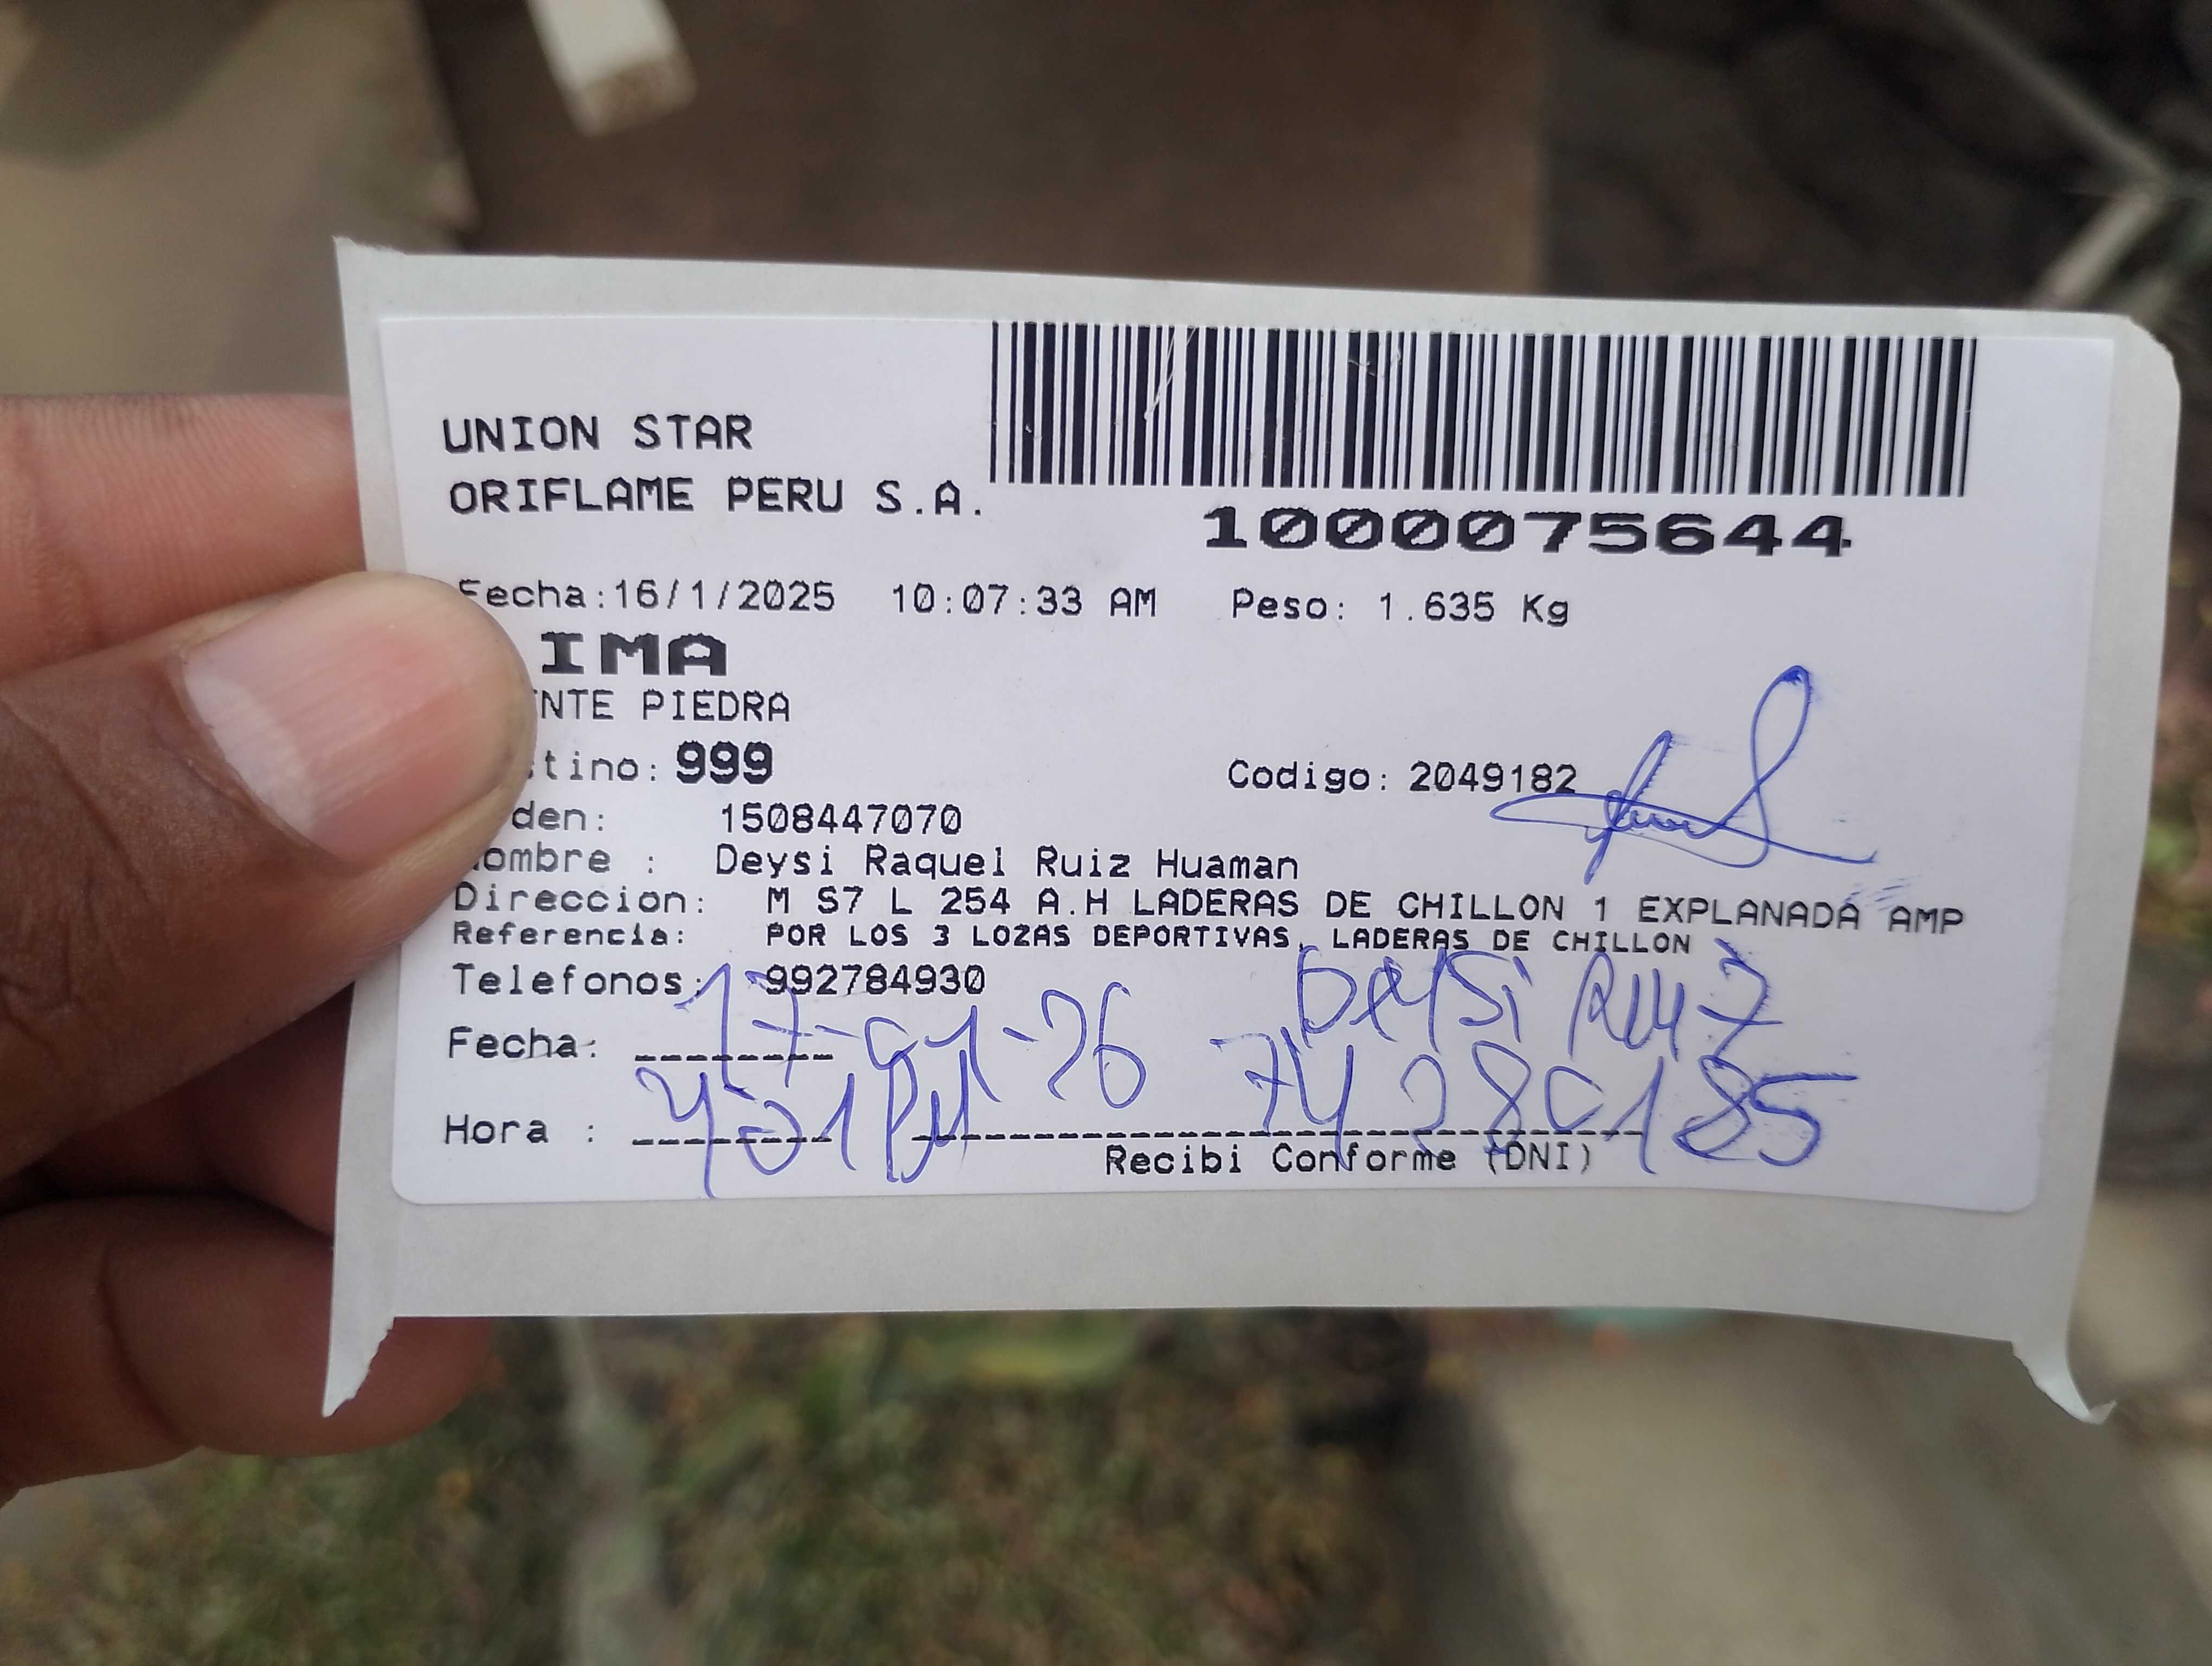 UNION STAR
ORIFLAME PERU S.A.
1000075644
Fecha:16/1/2025 10:07:33 AM Peso: 1.635 Kg
IMA
NTE PIEDRA
tino: 999 Codigo: 2049182
den: 1508447070
ombre : Deysi Raquel Ruiz Huaman
Direccion: M S7 L 254 A.H LADERAS DE CHILLON 1 EXPLANADA AMP
Referencia: POR LOS 3 LOZAS DEPORTIVAS, LADERAS DE CHILLON
Telefonos: 992784930
Deysi Ruiz
Fecha: 17-01-26
74280185
Hora :
Recibi Conforme (DNI)